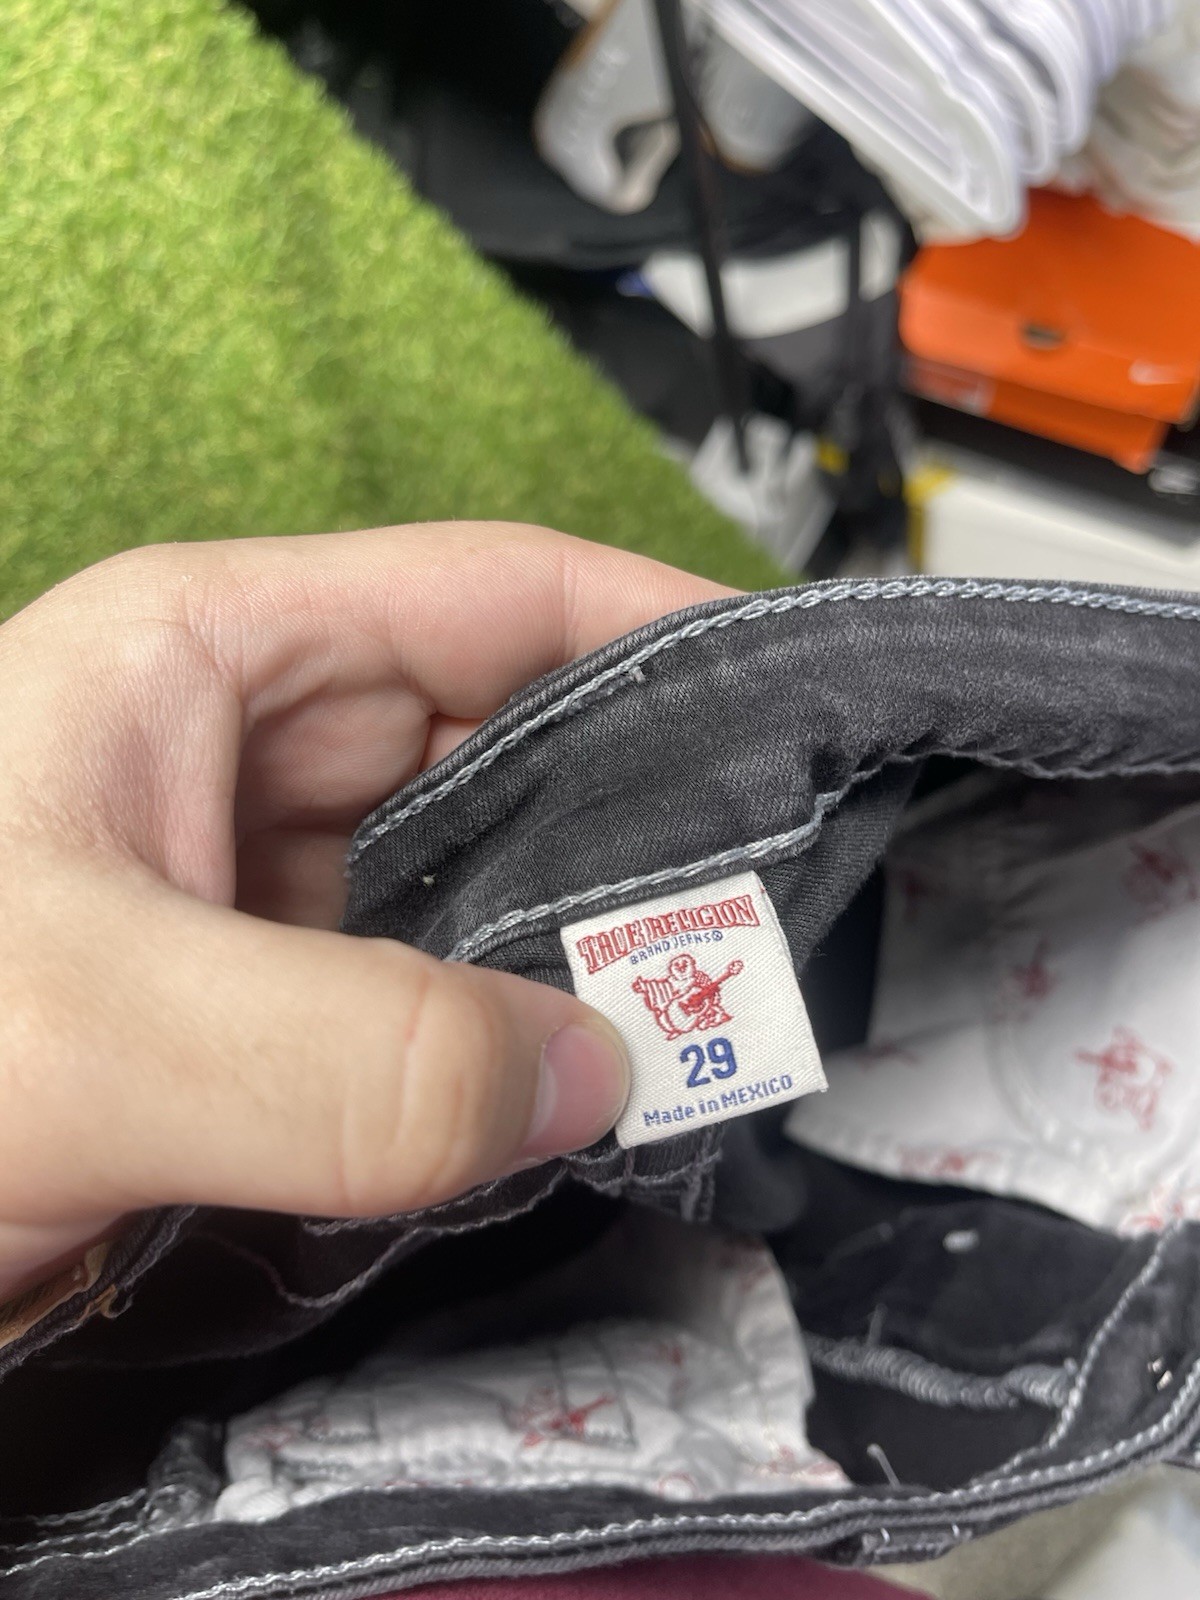 TRUE RELIGION
BRAND JEANS®
29
Made in MEXICO